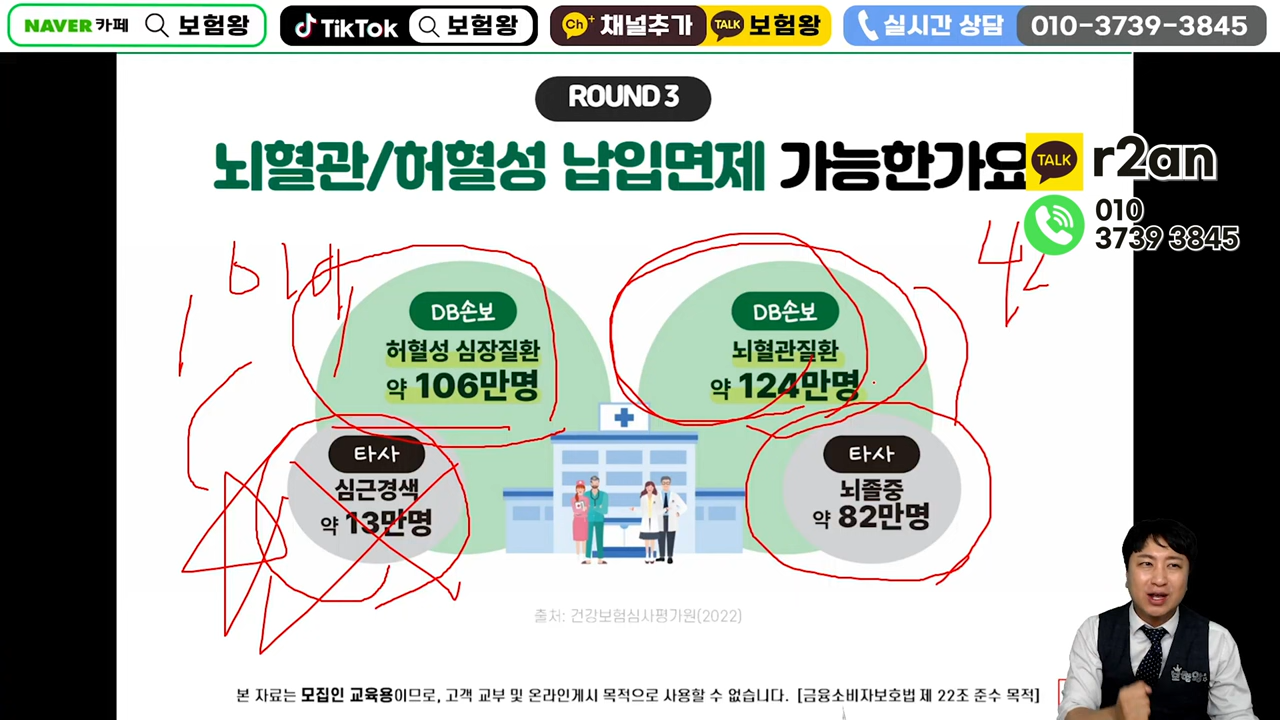 NAVER 카페 보험왕 TikTok 보험왕 Ch+ 채널추가 TALK 보험왕 실시간 상담 010-3739-3845
ROUND 3
뇌혈관/허혈성 납입면제 가능한가요
TALK r2an
010
3739 3845
DB손보
허혈성 심장질환
약 106만명
DB손보
뇌혈관질환
약 124만명
타사
심근경색
약 13만명
타사
뇌졸중
약 82만명
출처: 건강보험심사평가원(2022)
본 자료는 모집인 교육용이므로, 고객 교부 및 온라인게시 목적으로 사용할 수 없습니다. [금융소비자보호법 제 22조 준수 목적]
보험왕